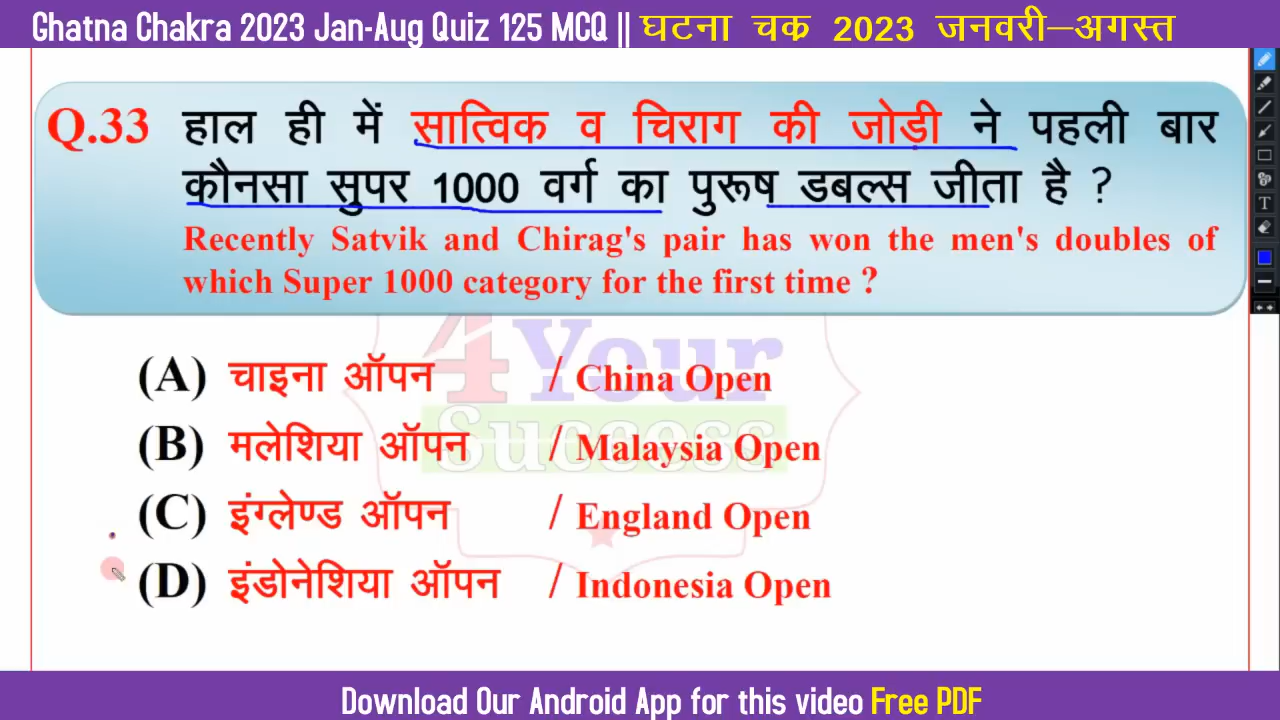 Ghatna Chakra 2023 Jan-Aug Quiz 125 MCQ || घटना चक्र 2023 जनवरी–अगस्त
Q.33 हाल ही में सात्विक व चिराग की जोड़ी ने पहली बार
कौनसा सुपर 1000 वर्ग का पुरूष डबल्स जीता है ?
Recently Satvik and Chirag's pair has won the men's doubles of
which Super 1000 category for the first time ?
4Your
Success
(A) चाइना ऑपन / China Open
(B) मलेशिया ऑपन / Malaysia Open
(C) इंग्लेण्ड ऑपन / England Open
(D) इंडोनेशिया ऑपन / Indonesia Open
Download Our Android App for this video Free PDF